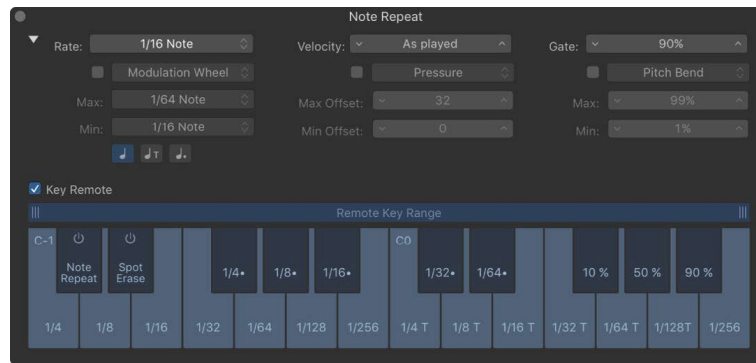 Note Repeat
Rate: 1/16 Note Velocity: As played Gate: 90%
Modulation Wheel Pressure Pitch Bend
Max: 1/64 Note Max Offset: 32 Max: 99%
Min: 1/16 Note Min Offset: 0 Min: 1%
T
Key Remote
Remote Key Range
C-1 C0
Note Repeat Spot Erase 1/4• 1/8• 1/16• 1/32• 1/64• 10 % 50 % 90 %
1/4 1/8 1/16 1/32 1/64 1/128 1/256 1/4 T 1/8 T 1/16 T 1/32 T 1/64 T 1/128T 1/256